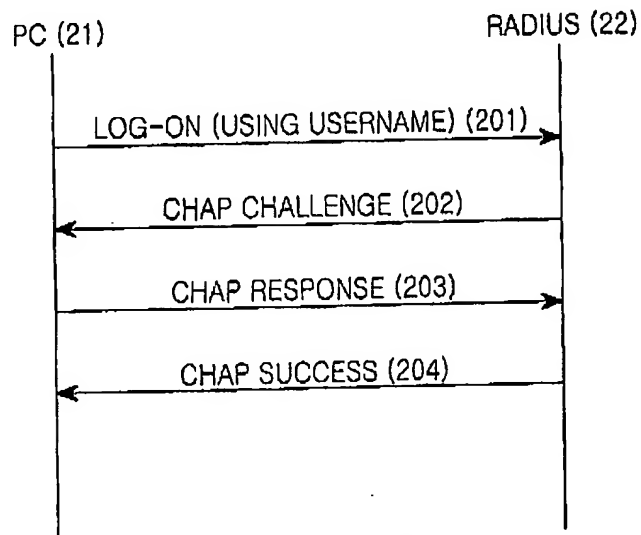 PC (21)
RADIUS (22)
LOG-ON (USING USERNAME) (201)
CHAP CHALLENGE (202)
CHAP RESPONSE (203)
CHAP SUCCESS (204)